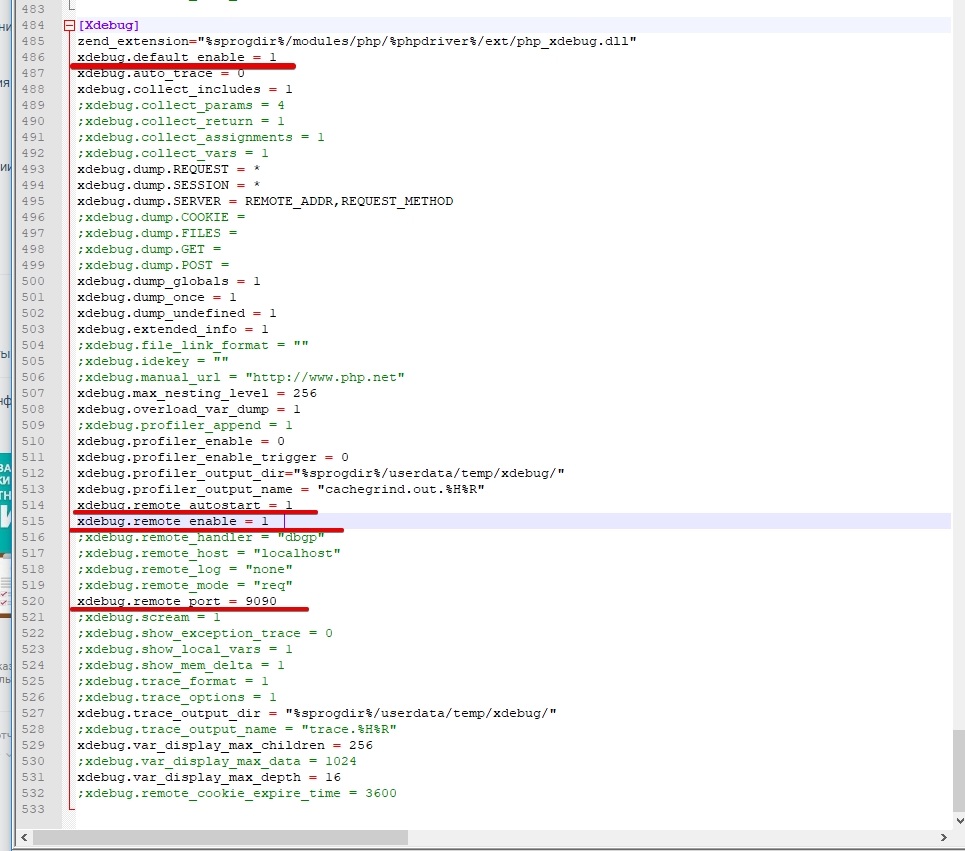 483
484 [Xdebug]
485 zend_extension="%sprogdir%/modules/php/%phpdriver%/ext/php_xdebug.dll"
486 xdebug.default_enable = 1
487 xdebug.auto_trace = 0
488 xdebug.collect_includes = 1
489 ;xdebug.collect_params = 4
490 ;xdebug.collect_return = 1
491 ;xdebug.collect_assignments = 1
492 ;xdebug.collect_vars = 1
493 xdebug.dump.REQUEST = *
494 xdebug.dump.SESSION = *
495 xdebug.dump.SERVER = REMOTE_ADDR,REQUEST_METHOD
496 ;xdebug.dump.COOKIE =
497 ;xdebug.dump.FILES =
498 ;xdebug.dump.GET =
499 ;xdebug.dump.POST =
500 xdebug.dump_globals = 1
501 xdebug.dump_once = 1
502 xdebug.dump_undefined = 1
503 xdebug.extended_info = 1
504 ;xdebug.file_link_format = ""
505 ;xdebug.idekey = ""
506 ;xdebug.manual_url = "http://www.php.net"
507 xdebug.max_nesting_level = 256
508 xdebug.overload_var_dump = 1
509 ;xdebug.profiler_append = 1
510 xdebug.profiler_enable = 0
511 xdebug.profiler_enable_trigger = 0
512 xdebug.profiler_output_dir="%sprogdir%/userdata/temp/xdebug/"
513 xdebug.profiler_output_name = "cachegrind.out.%H%R"
514 xdebug.remote_autostart = 1
515 xdebug.remote_enable = 1
516 ;xdebug.remote_handler = "dbgp"
517 ;xdebug.remote_host = "localhost"
518 ;xdebug.remote_log = "none"
519 ;xdebug.remote_mode = "req"
520 xdebug.remote_port = 9090
521 ;xdebug.scream = 1
522 ;xdebug.show_exception_trace = 0
523 ;xdebug.show_local_vars = 1
524 ;xdebug.show_mem_delta = 1
525 ;xdebug.trace_format = 1
526 ;xdebug.trace_options = 1
527 xdebug.trace_output_dir = "%sprogdir%/userdata/temp/xdebug/"
528 ;xdebug.trace_output_name = "trace.%H%R"
529 xdebug.var_display_max_children = 256
530 ;xdebug.var_display_max_data = 1024
531 xdebug.var_display_max_depth = 16
532 ;xdebug.remote_cookie_expire_time = 3600
533